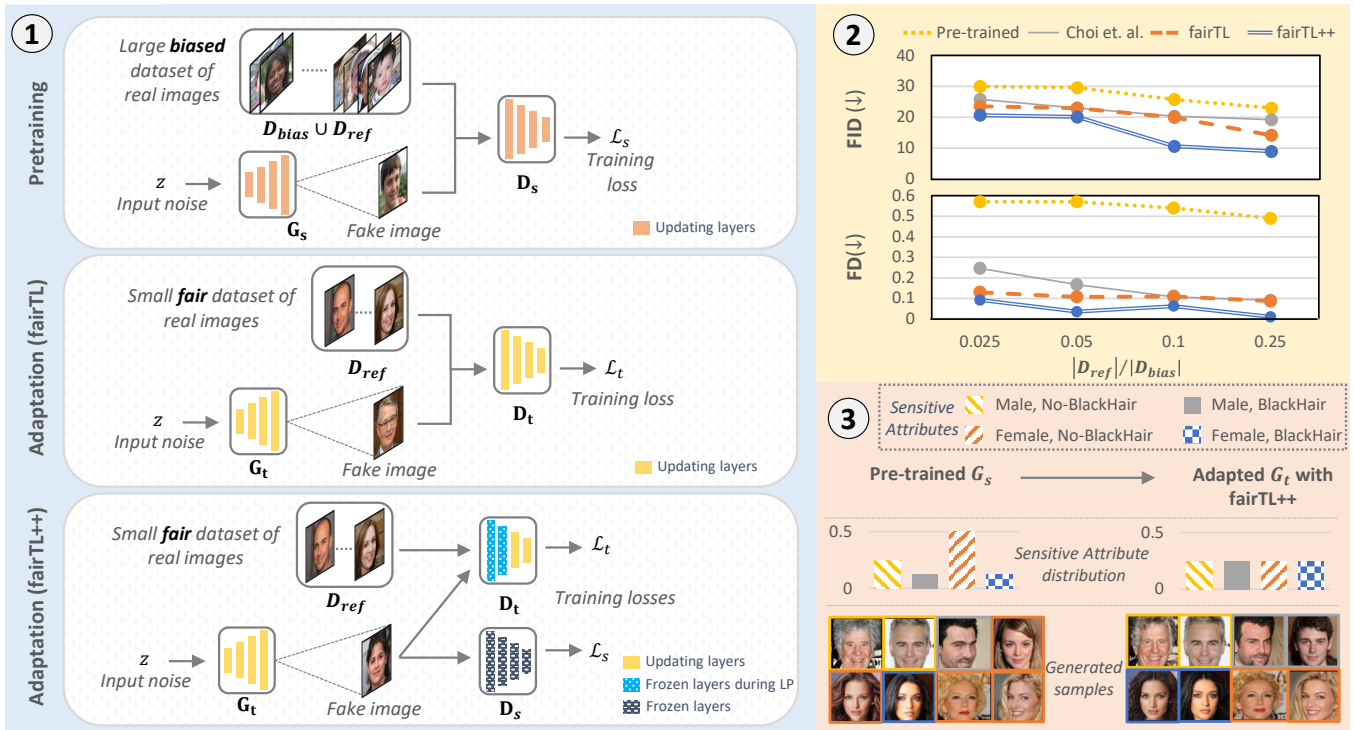 1
Pretraining
Large biased
dataset of
real images
D_bias ∪ D_ref
z
Input noise
G_s
Fake image
D_s
ℒ_s
Training
loss
Updating layers
Adaptation (fairTL)
Small fair dataset of
real images
D_ref
z
Input noise
G_t
Fake image
D_t
ℒ_t
Training loss
Updating layers
Adaptation (fairTL++)
Small fair dataset of
real images
D_ref
z
Input noise
G_t
Fake image
D_t
D_s
ℒ_t
Training losses
ℒ_s
Updating layers
Frozen layers during LP
Frozen layers
2
Pre-trained
Choi et. al.
fairTL
fairTL++
FID (↓)
40
30
20
10
0
FD(↓)
0.6
0.5
0.4
0.3
0.2
0.1
0
0.025 0.05 0.1 0.25
|D_ref|/|D_bias|
3
Sensitive
Attributes
Male, No-BlackHair
Male, BlackHair
Female, No-BlackHair
Female, BlackHair
Pre-trained G_s
Adapted G_t with
fairTL++
0.5
0
Sensitive Attribute
distribution
0.5
0
Generated
samples